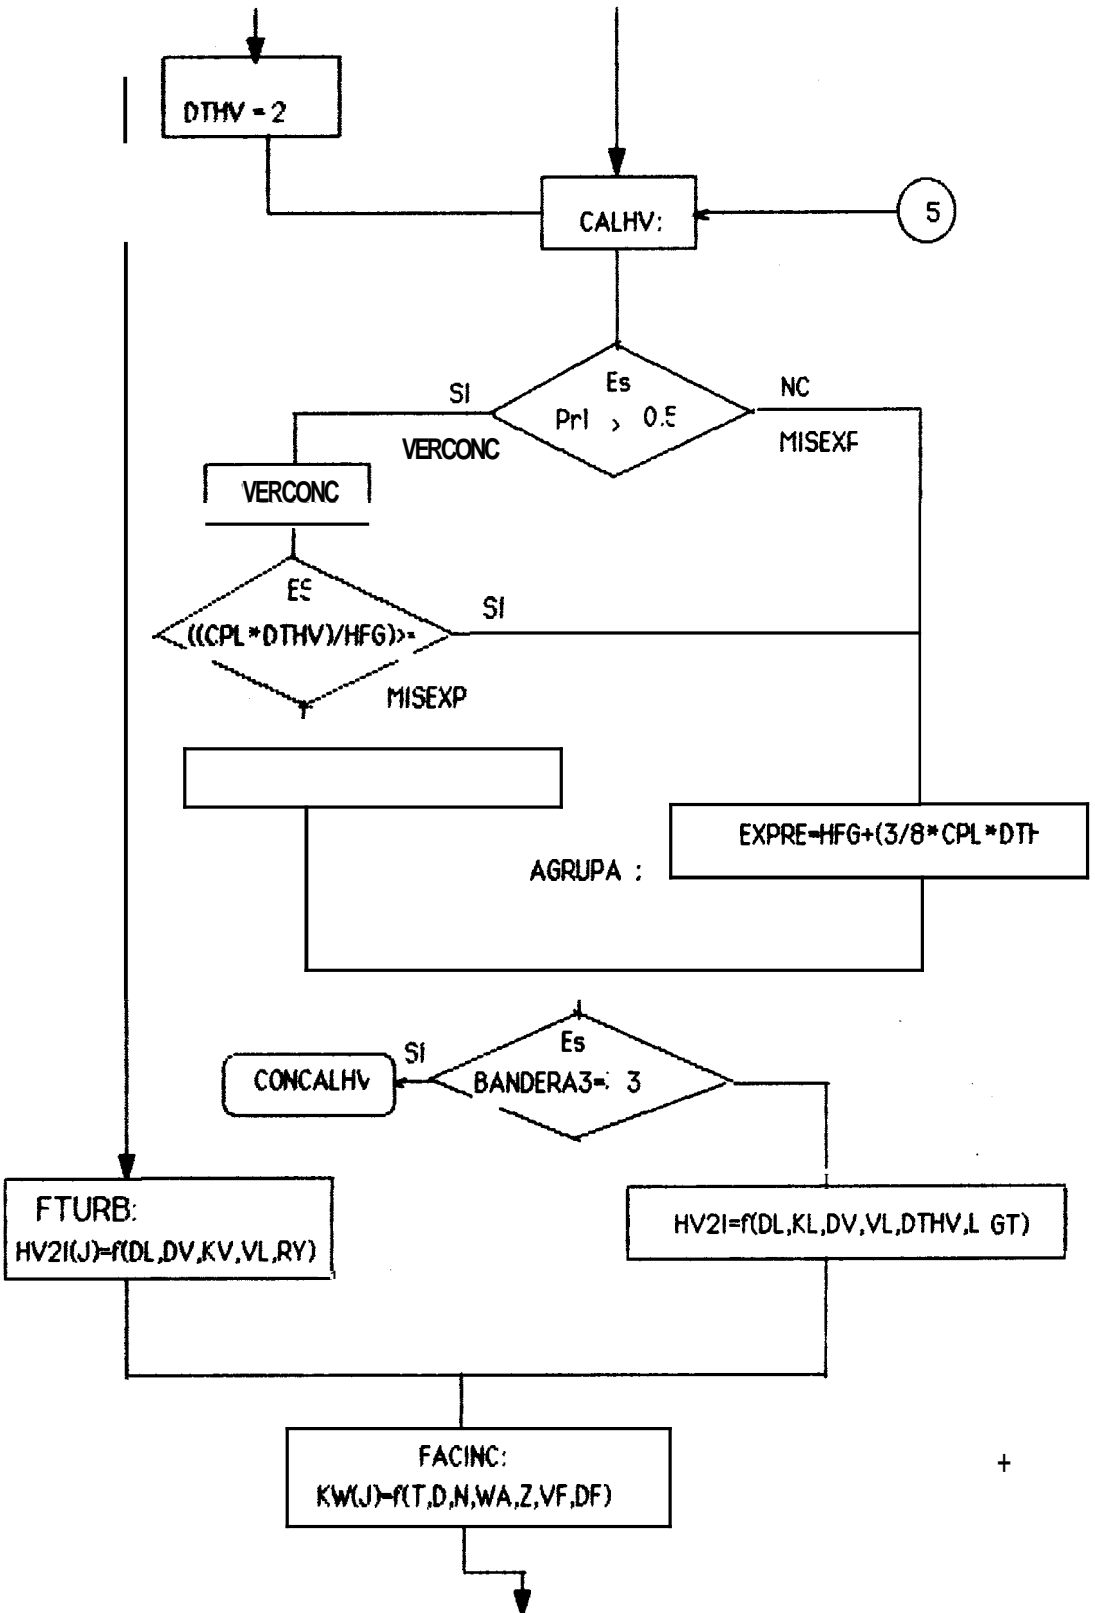 DTHV = 2
CALHV:
5
Es
Prl > 0.5
SI
NC
VERCONC
MISEXF
VERCONC
ES
((CPL*DTHV)/HFG)>=
SI
MISEXP
EXPRE=HFG+(3/8*CPL*DTH
AGRUPA :
Es
BANDERA3=: 3
SI
CONCALHV
FTURB:
HV2I(J)=f(DL,DV,KV,VL,RY)
HV2I=f(DL,KL,DV,VL,DTHV,L GT)
FACINC:
KW(J)=f(T,D,N,WA,Z,VF,DF)
+